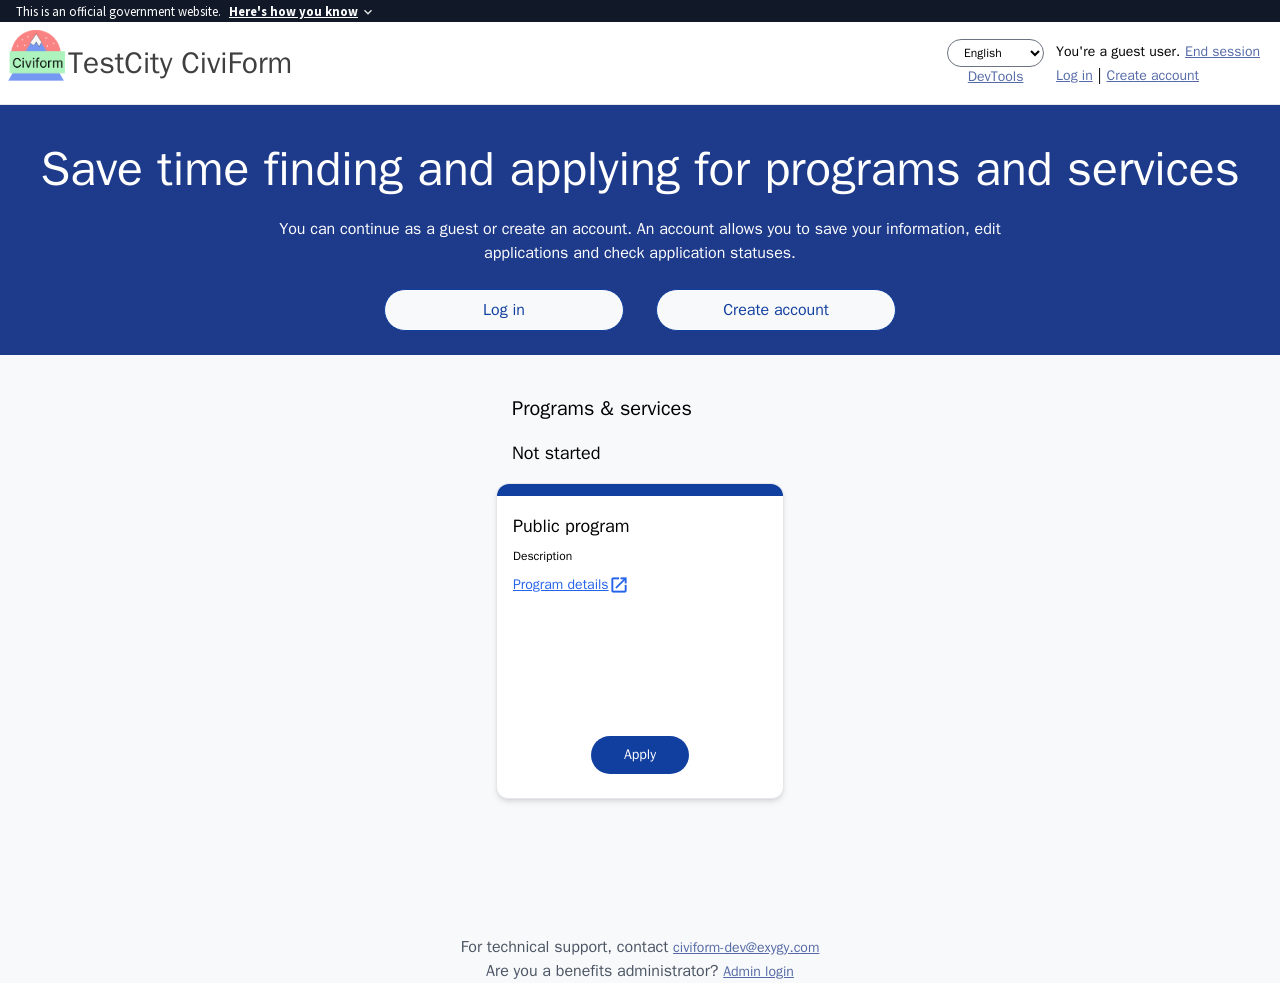 This is an official government website. Here's how you know
Civiform
TestCity CiviForm
English
DevTools
You're a guest user. End session
Log in | Create account
Save time finding and applying for programs and services
You can continue as a guest or create an account. An account allows you to save your information, edit
applications and check application statuses.
Log in
Create account
Programs & services
Not started
Public program
Description
Program details
Apply
For technical support, contact civiform-dev@exygy.com
Are you a benefits administrator? Admin login